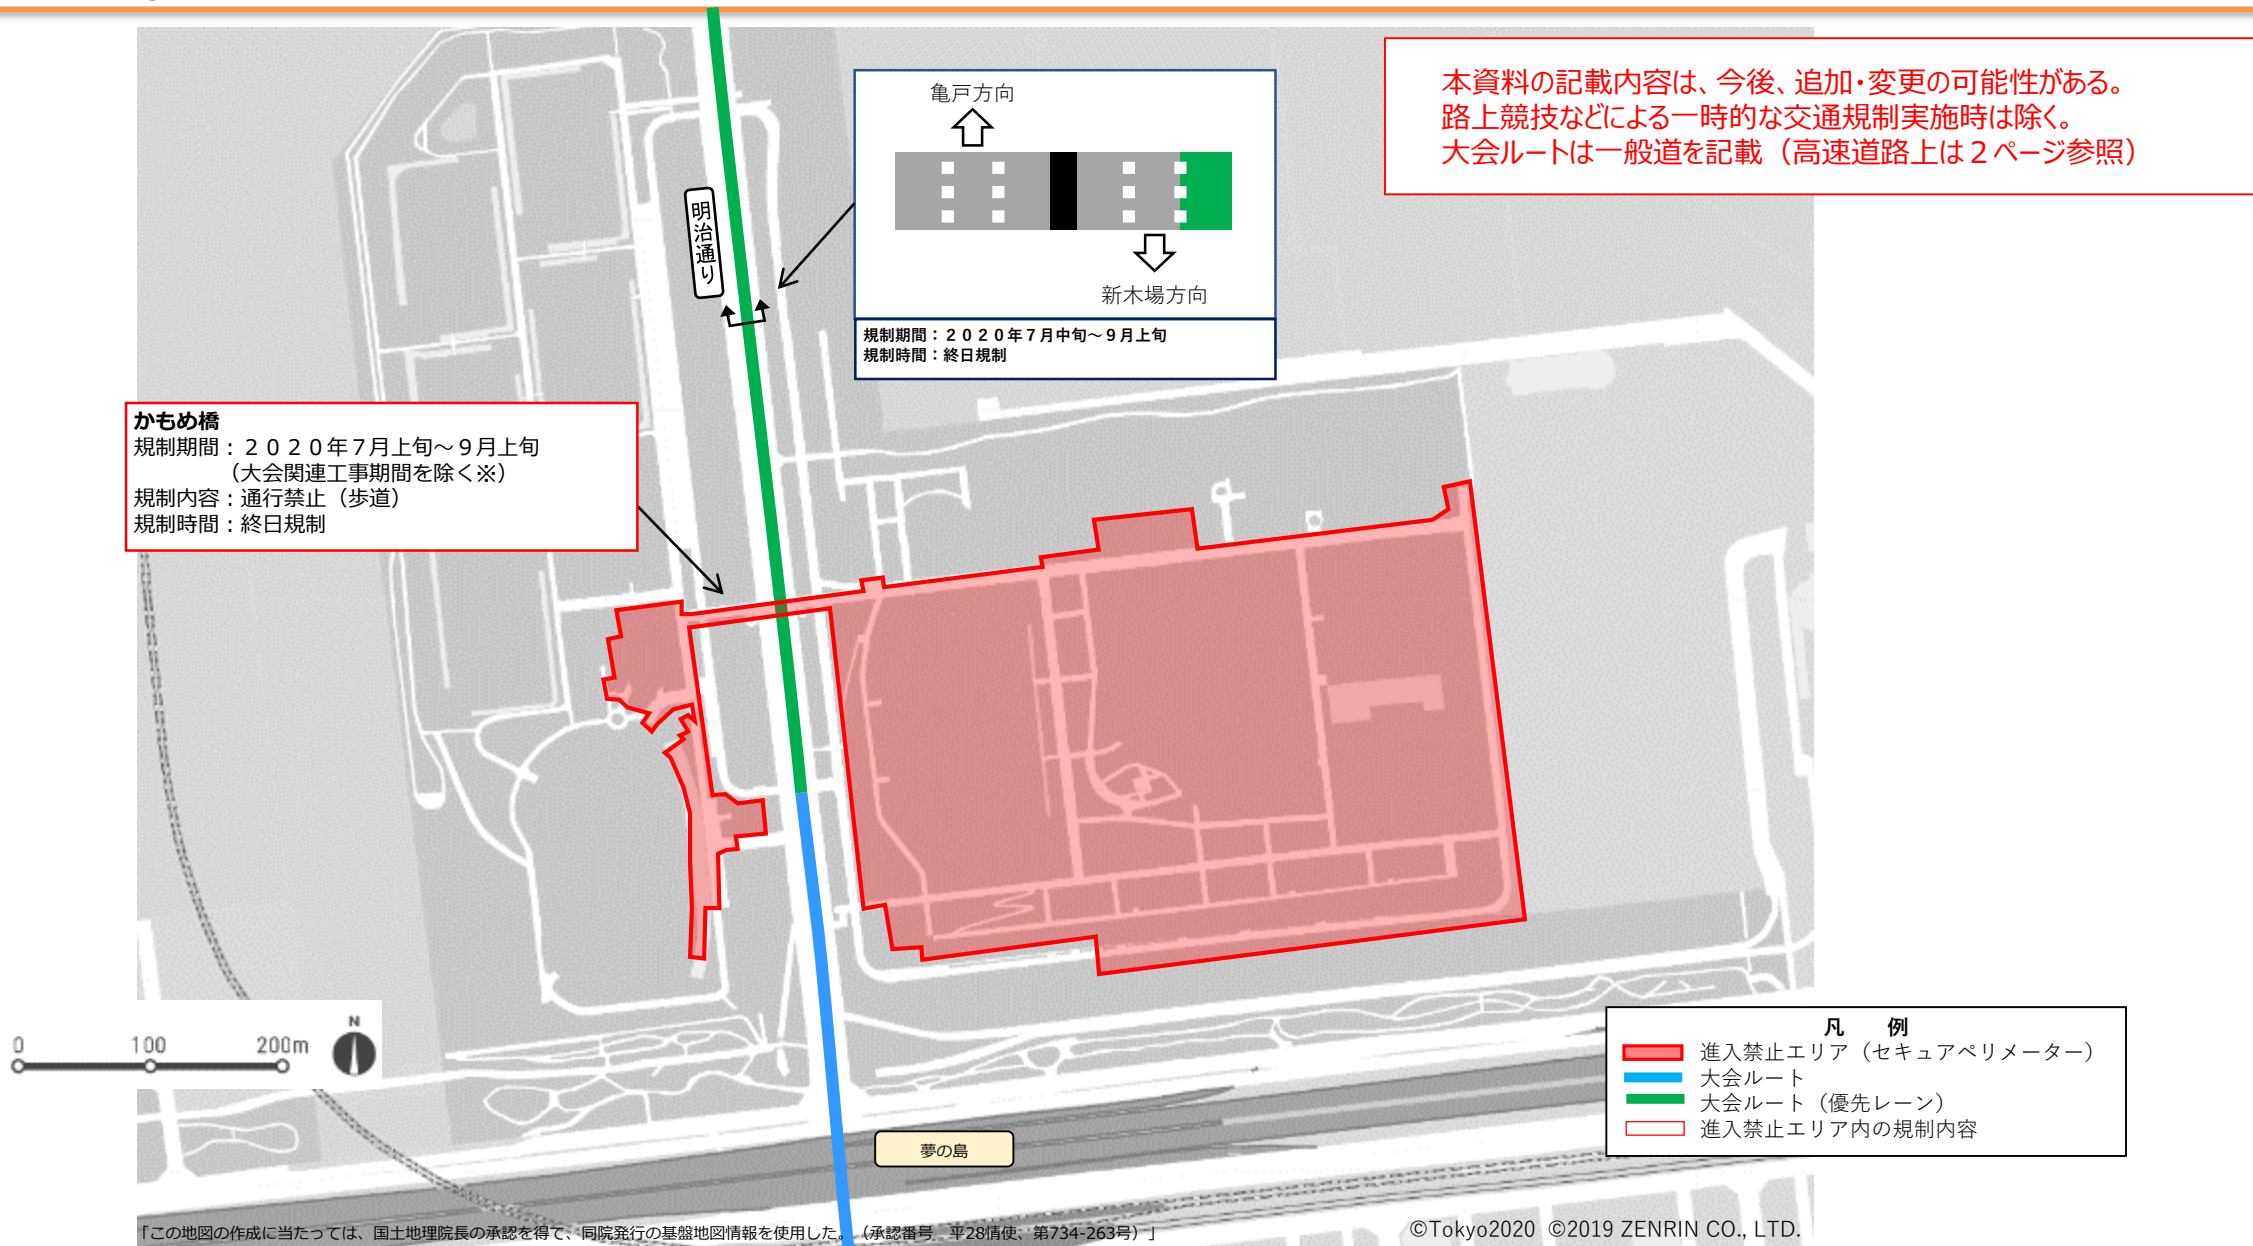 本資料の記載内容は、今後、追加・変更の可能性がある。
路上競技などによる一時的な交通規制実施時は除く。
大会ルートは一般道を記載（高速道路上は２ページ参照）
亀戸方向
新木場方向
規制期間：２０２０年７月中旬～９月上旬
規制時間：終日規制
明治通り
かもめ橋
規制期間：２０２０年７月上旬～９月上旬
（大会関連工事期間を除く※）
規制内容：通行禁止（歩道）
規制時間：終日規制
0 100 200m
N
凡　例
進入禁止エリア（セキュアペリメーター）
大会ルート
大会ルート（優先レーン）
進入禁止エリア内の規制内容
夢の島
「この地図の作成に当たっては、国土地理院長の承認を得て、同院発行の基盤地図情報を使用した。（承認番号　平28情使、第734-263号）」
©Tokyo2020 ©2019 ZENRIN CO., LTD.